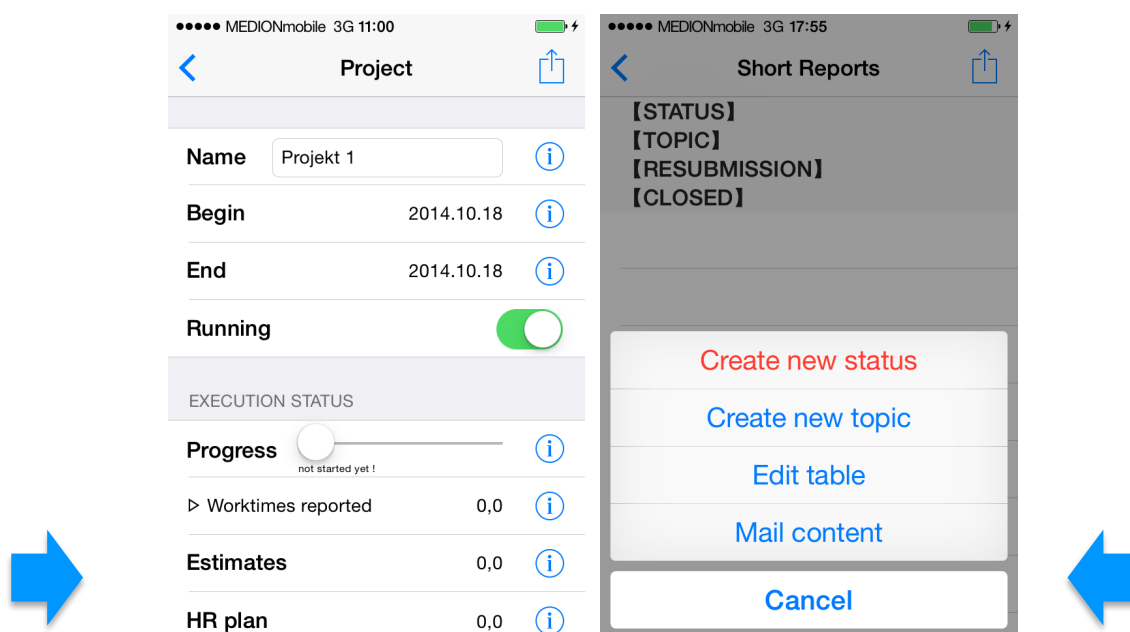 MEDIONmobile 3G 11:00
Project
Name Projekt 1
Begin 2014.10.18
End 2014.10.18
Running
EXECUTION STATUS
Progress
not started yet !
Worktimes reported 0,0
Estimates 0,0
HR plan 0,0
MEDIONmobile 3G 17:55
Short Reports
【STATUS】
【TOPIC】
【RESUBMISSION】
【CLOSED】
Create new status
Create new topic
Edit table
Mail content
Cancel